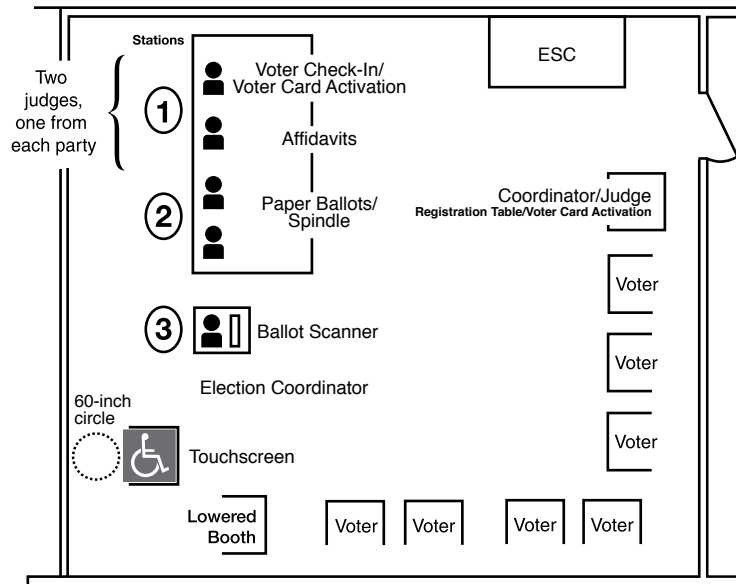 Stations
Two
judges,
one from
each party
1
Voter Check-In/
Voter Card Activation
Affidavits
ESC
2
Paper Ballots/
Spindle
Coordinator/Judge
Registration Table/Voter Card Activation
Voter
3
Ballot Scanner
Voter
Election Coordinator
60-inch
circle
Voter
Touchscreen
Lowered
Booth
Voter
Voter
Voter
Voter